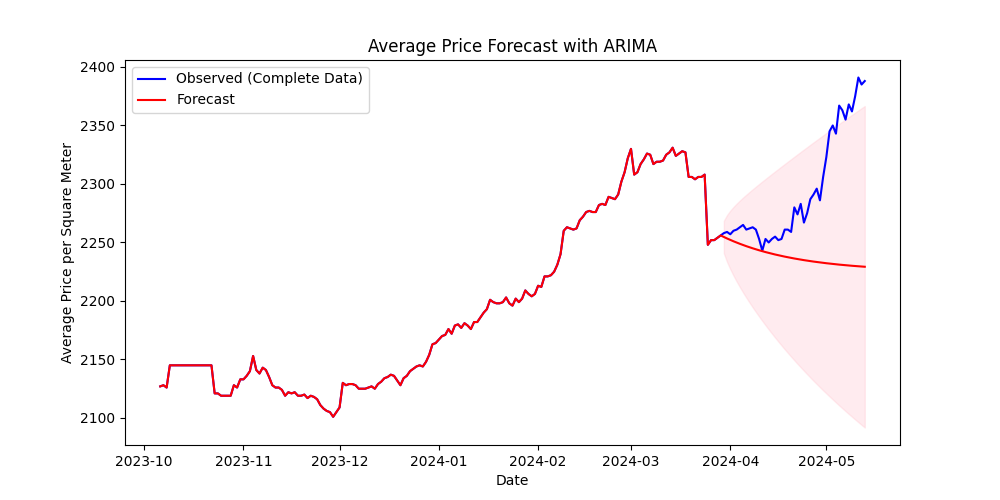 Average Price Forecast with ARIMA
Observed (Complete Data)
Forecast
Average Price per Square Meter
2400
2350
2300
2250
2200
2150
2100
2023-10 2023-11 2023-12 2024-01 2024-02 2024-03 2024-04 2024-05
Date